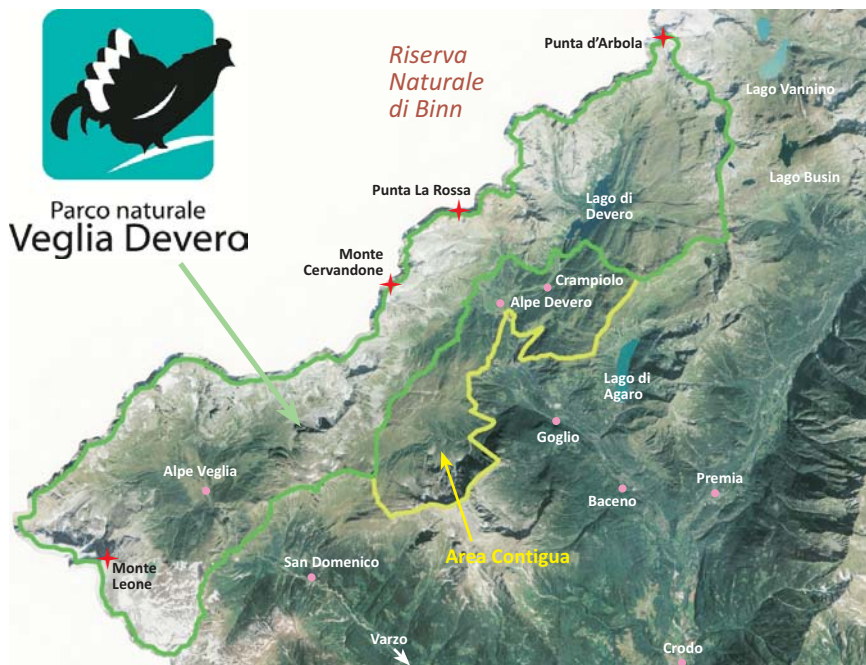 Parco naturale
Veglia Devero
Riserva
Naturale
di Binn
Punta d'Arbola
Lago Vannino
Lago Busin
Punta La Rossa
Lago di
Devero
Monte
Cervandone
Crampiolo
Alpe Devero
Lago di
Agaro
Goglio
Alpe Veglia
Baceno
Premia
Area Contigua
Monte
Leone
San Domenico
Varzo
Crodo